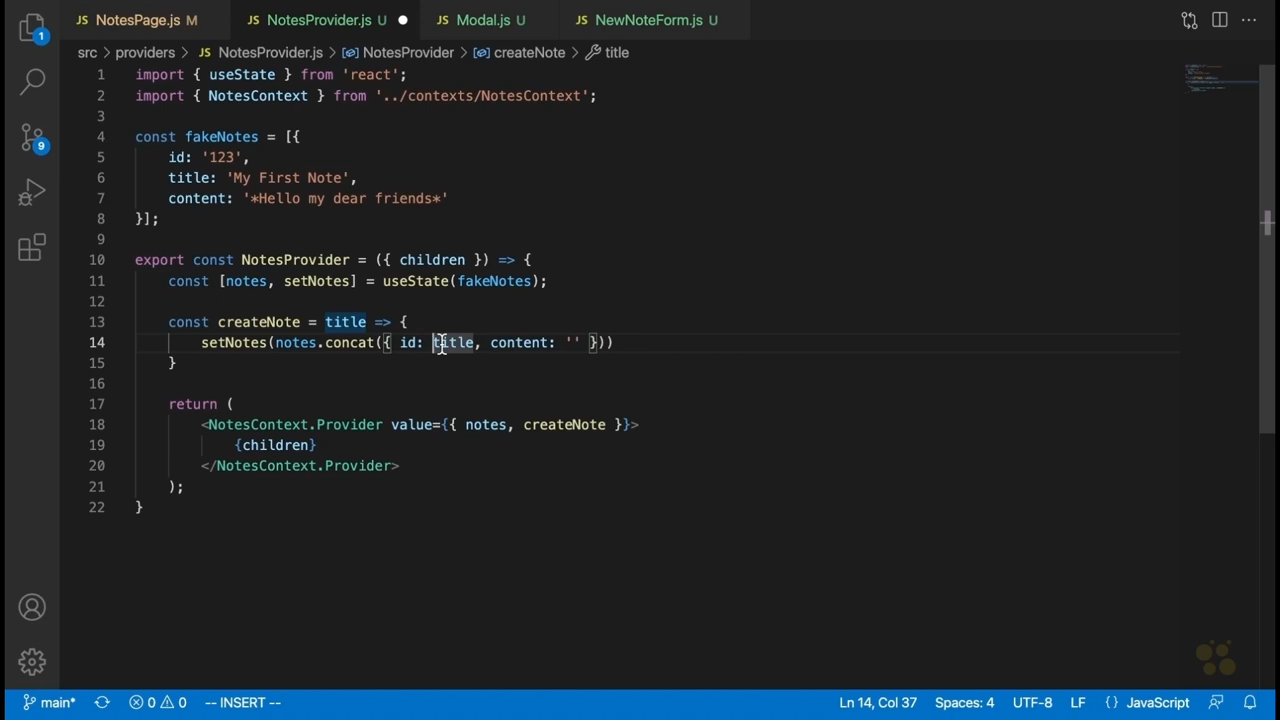 JS NotesPage.js M JS NotesProvider.js U JS Modal.js U JS NewNoteForm.js U
src > providers > JS NotesProvider.js > NotesProvider > createNote > title
1 import { useState } from 'react';
2 import { NotesContext } from '../contexts/NotesContext';
3
4 const fakeNotes = [{
5 id: '123',
6 title: 'My First Note',
7 content: '*Hello my dear friends*'
8 }];
9
10 export const NotesProvider = ({ children }) => {
11 const [notes, setNotes] = useState(fakeNotes);
12
13 const createNote = title => {
14 setNotes(notes.concat({ id: title, content: '' }))
15 }
16
17 return (
18 <NotesContext.Provider value={{ notes, createNote }}>
19 {children}
20 </NotesContext.Provider>
21 );
22 }
1
9
main* 0 0 -- INSERT -- Ln 14, Col 37 Spaces: 4 UTF-8 LF {} JavaScript